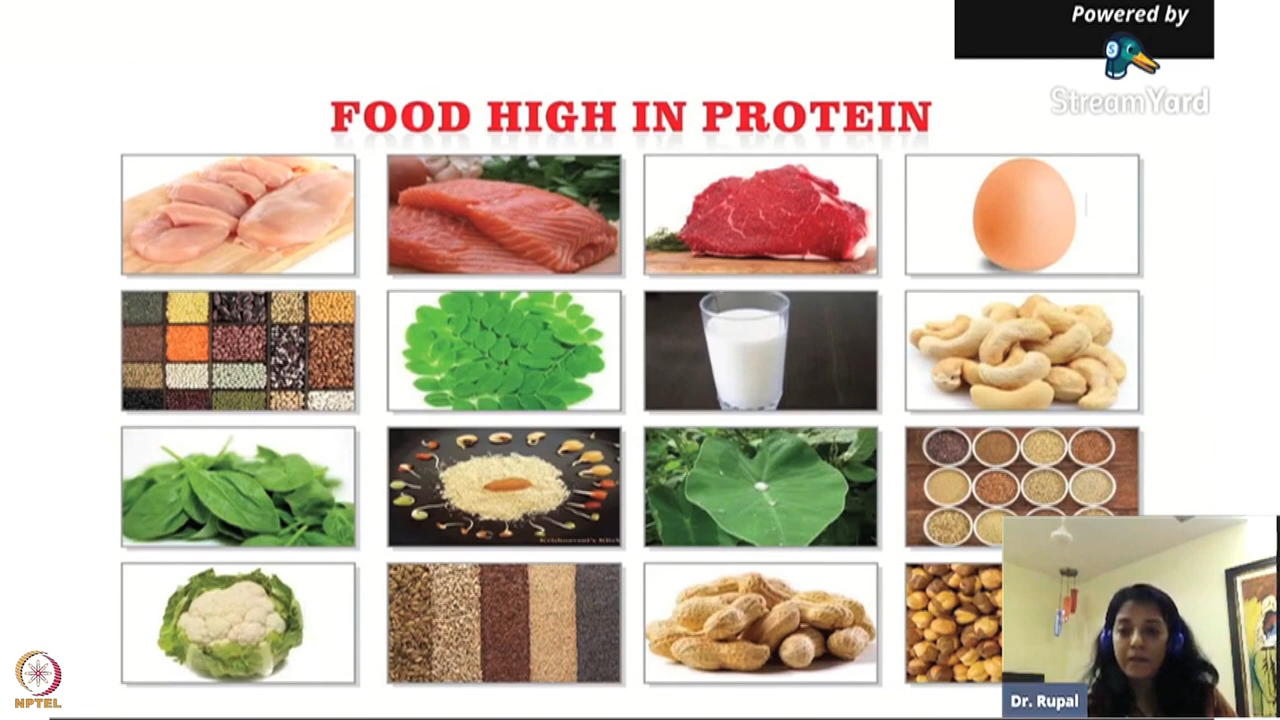 Powered by
StreamYard
FOOD HIGH IN PROTEIN
Dr. Rupal
NPTEL